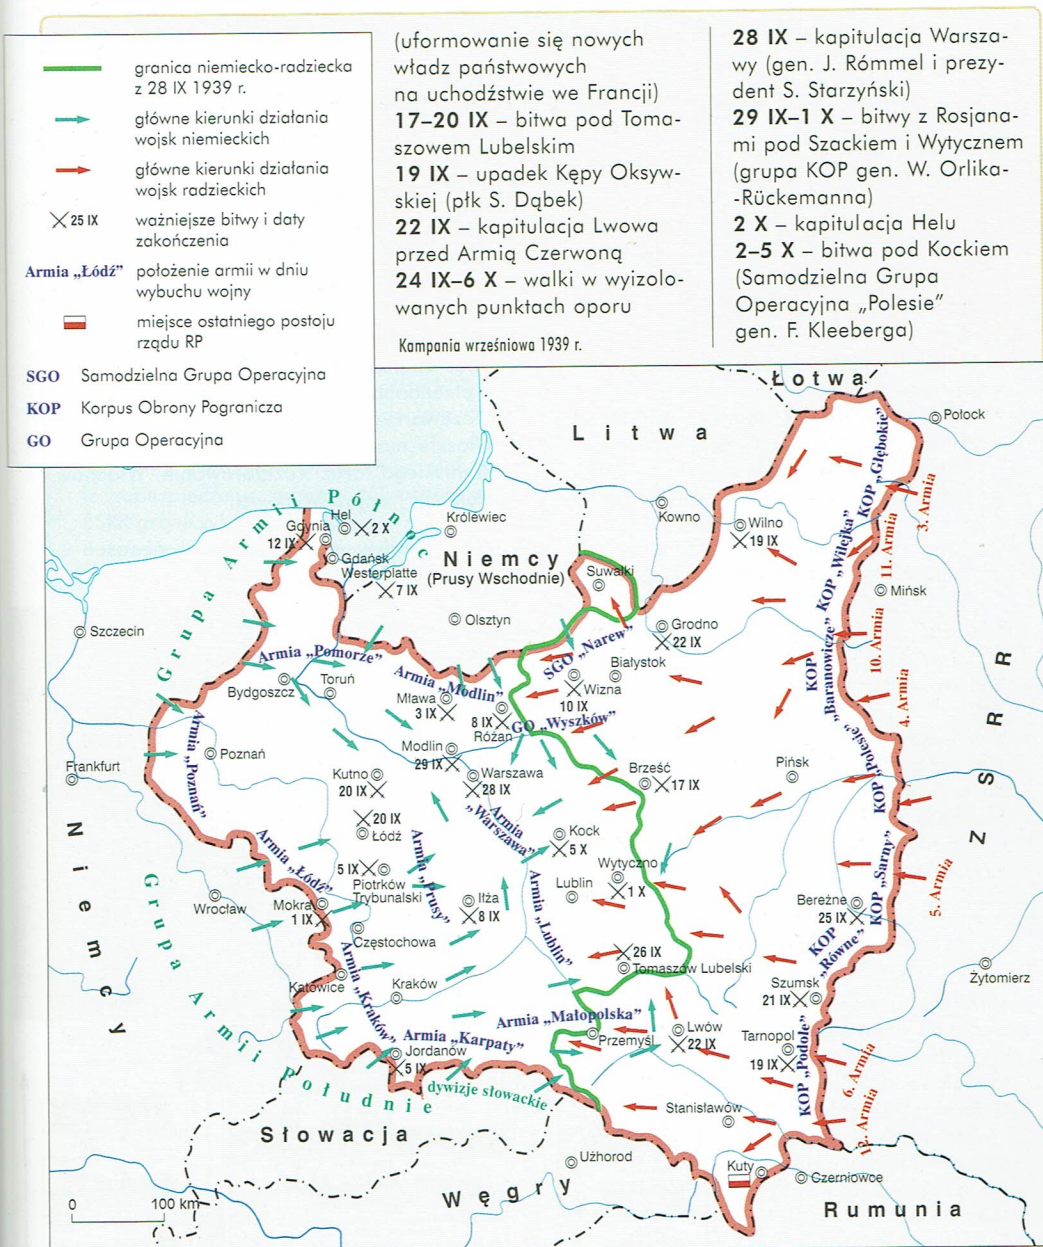 granica niemiecko-radziecka
z 28 IX 1939 r.
główne kierunki działania
wojsk niemieckich
główne kierunki działania
wojsk radzieckich
25 IX
ważniejsze bitwy i daty
zakończenia
Armia „Łódź”
położenie armii w dniu
wybuchu wojny
miejsce ostatniego postoju
rządu RP
SGO Samodzielna Grupa Operacyjna
KOP Korpus Obrony Pogranicza
GO Grupa Operacyjna
(uformowanie się nowych
władz państwowych
na uchodźstwie we Francji)
17–20 IX – bitwa pod Toma-
szowem Lubelskim
19 IX – upadek Kępy Oksyw-
skiej (płk S. Dąbek)
22 IX – kapitulacja Lwowa
przed Armią Czerwoną
24 IX–6 X – walki w wyizolo-
wanych punktach oporu
Kampania wrześniowa 1939 r.
28 IX – kapitulacja Warsza-
wy (gen. J. Rómmel i prezy-
dent S. Starzyński)
29 IX–1 X – bitwy z Rosjana-
mi pod Szackiem i Wytycznem
(grupa KOP gen. W. Orlika-
-Rückemanna)
2 X – kapitulacja Helu
2–5 X – bitwa pod Kockiem
(Samodzielna Grupa
Operacyjna „Polesie”
gen. F. Kleeberga)
Łotwa
Połock
Litwa
KOP „Głębokie”
3. Armia
Grupa Armii Północ
Hel
2 X
Gdynia
12 IX
Królewiec
Kowno
Wilno
19 IX
KOP „Wilejka”
11. Armia
Gdańsk
Westerplatte
7 IX
Niemcy
(Prusy Wschodnie)
Suwałki
Mińsk
Szczecin
Olsztyn
Grodno
22 IX
10. Armia
Armia „Pomorze”
SGO „Narew”
Białystok
KOP „Baranowicze”
ZSRR
Bydgoszcz
Toruń
Armia „Modlin”
Mława
3 IX
Wizna
10 IX
4. Armia
8 IX
Różan
GO „Wyszków”
Armia „Poznań”
Poznań
Modlin
29 IX
KOP „Polesie”
Frankfurt
Kutno
20 IX
Warszawa
28 IX
Brześć
17 IX
Pińsk
Armia „Warszawa”
20 IX
Łódź
Kock
5 X
Niemcy
Armia „Łódź”
Armia „Prusy”
5 IX
Piotrków
Trybunalski
Wytyczno
1 X
KOP „Sarny”
5. Armia
Grupa Armii Południe
Wrocław
Mokra
1 IX
Iłża
8 IX
Armia „Lublin”
Lublin
Bereżne
25 IX
Częstochowa
KOP „Równe”
26 IX
Tomaszów Lubelski
Żytomierz
Katowice
Armia „Kraków”
Kraków
Szumsk
21 IX
Armia „Małopolska”
Przemyśl
Lwów
22 IX
Armia „Karpaty”
Tarnopol
19 IX
KOP „Podole”
6. Armia
Jordanów
5 IX
dywizje słowackie
Stanisławów
12. Armia
Słowacja
Użhorod
Kuty
Czerniowce
Węgry
Rumunia
0 100 km